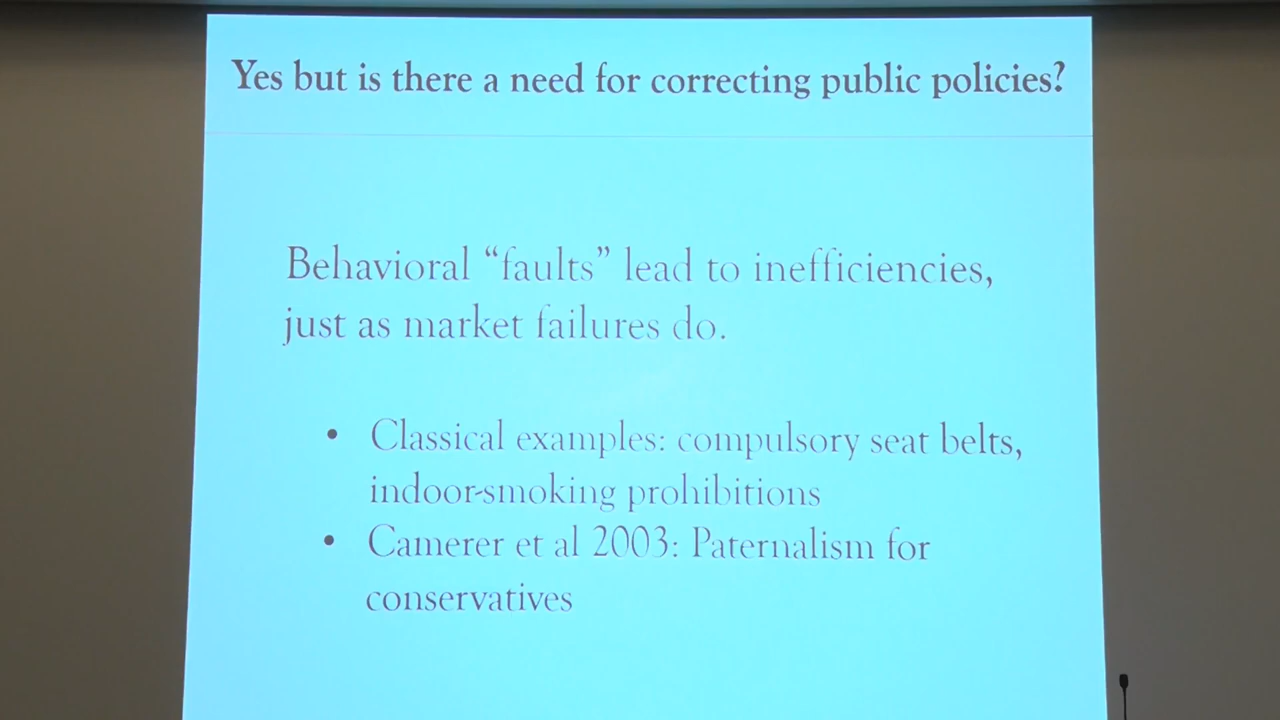 Yes but is there a need for correcting public policies?
Behavioral “faults” lead to inefficiencies,
just as market failures do.
• Classical examples: compulsory seat belts,
indoor-smoking prohibitions
• Camerer et al 2003: Paternalism for
conservatives